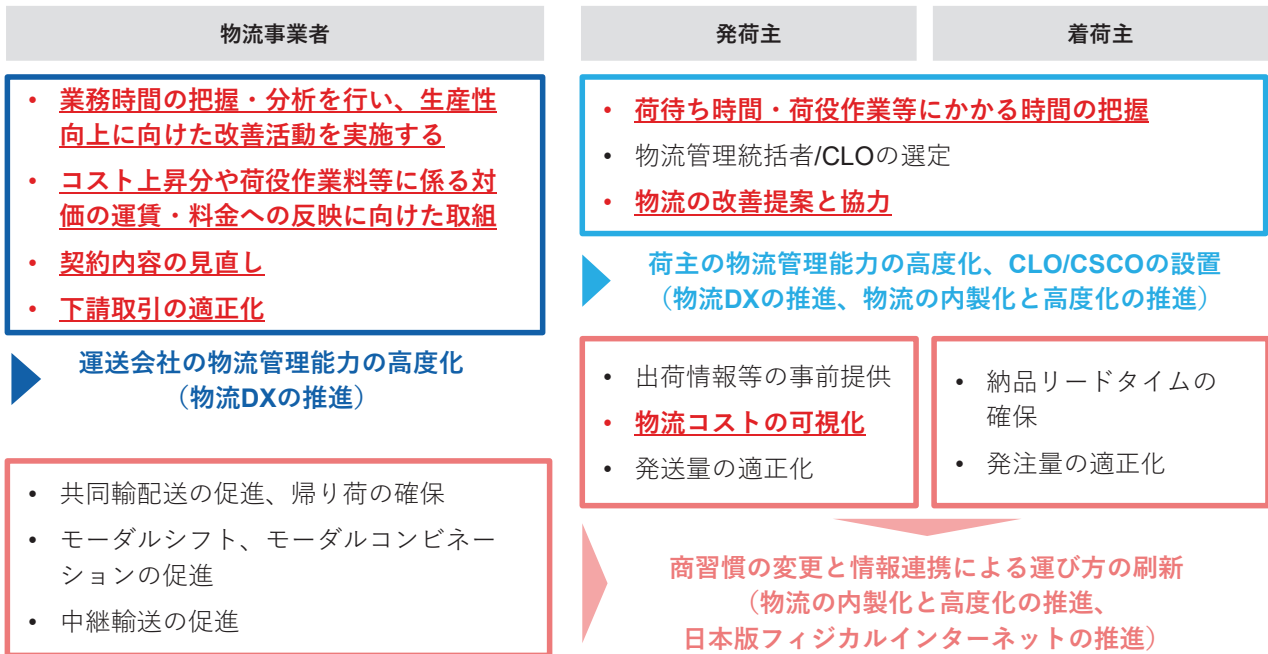 物流事業者
• 業務時間の把握・分析を行い、生産性
向上に向けた改善活動を実施する
• コスト上昇分や荷役作業料等に係る対
価の運賃・料金への反映に向けた取組
• 契約内容の見直し
• 下請取引の適正化
運送会社の物流管理能力の高度化
（物流DXの推進）
• 共同輸配送の促進、帰り荷の確保
• モーダルシフト、モーダルコンビネー
ションの促進
• 中継輸送の促進
発荷主
着荷主
• 荷待ち時間・荷役作業等にかかる時間の把握
• 物流管理統括者/CLOの選定
• 物流の改善提案と協力
荷主の物流管理能力の高度化、CLO/CSCOの設置
（物流DXの推進、物流の内製化と高度化の推進）
• 出荷情報等の事前提供
• 物流コストの可視化
• 発送量の適正化
• 納品リードタイムの
確保
• 発注量の適正化
商習慣の変更と情報連携による運び方の刷新
（物流の内製化と高度化の推進、
日本版フィジカルインターネットの推進）